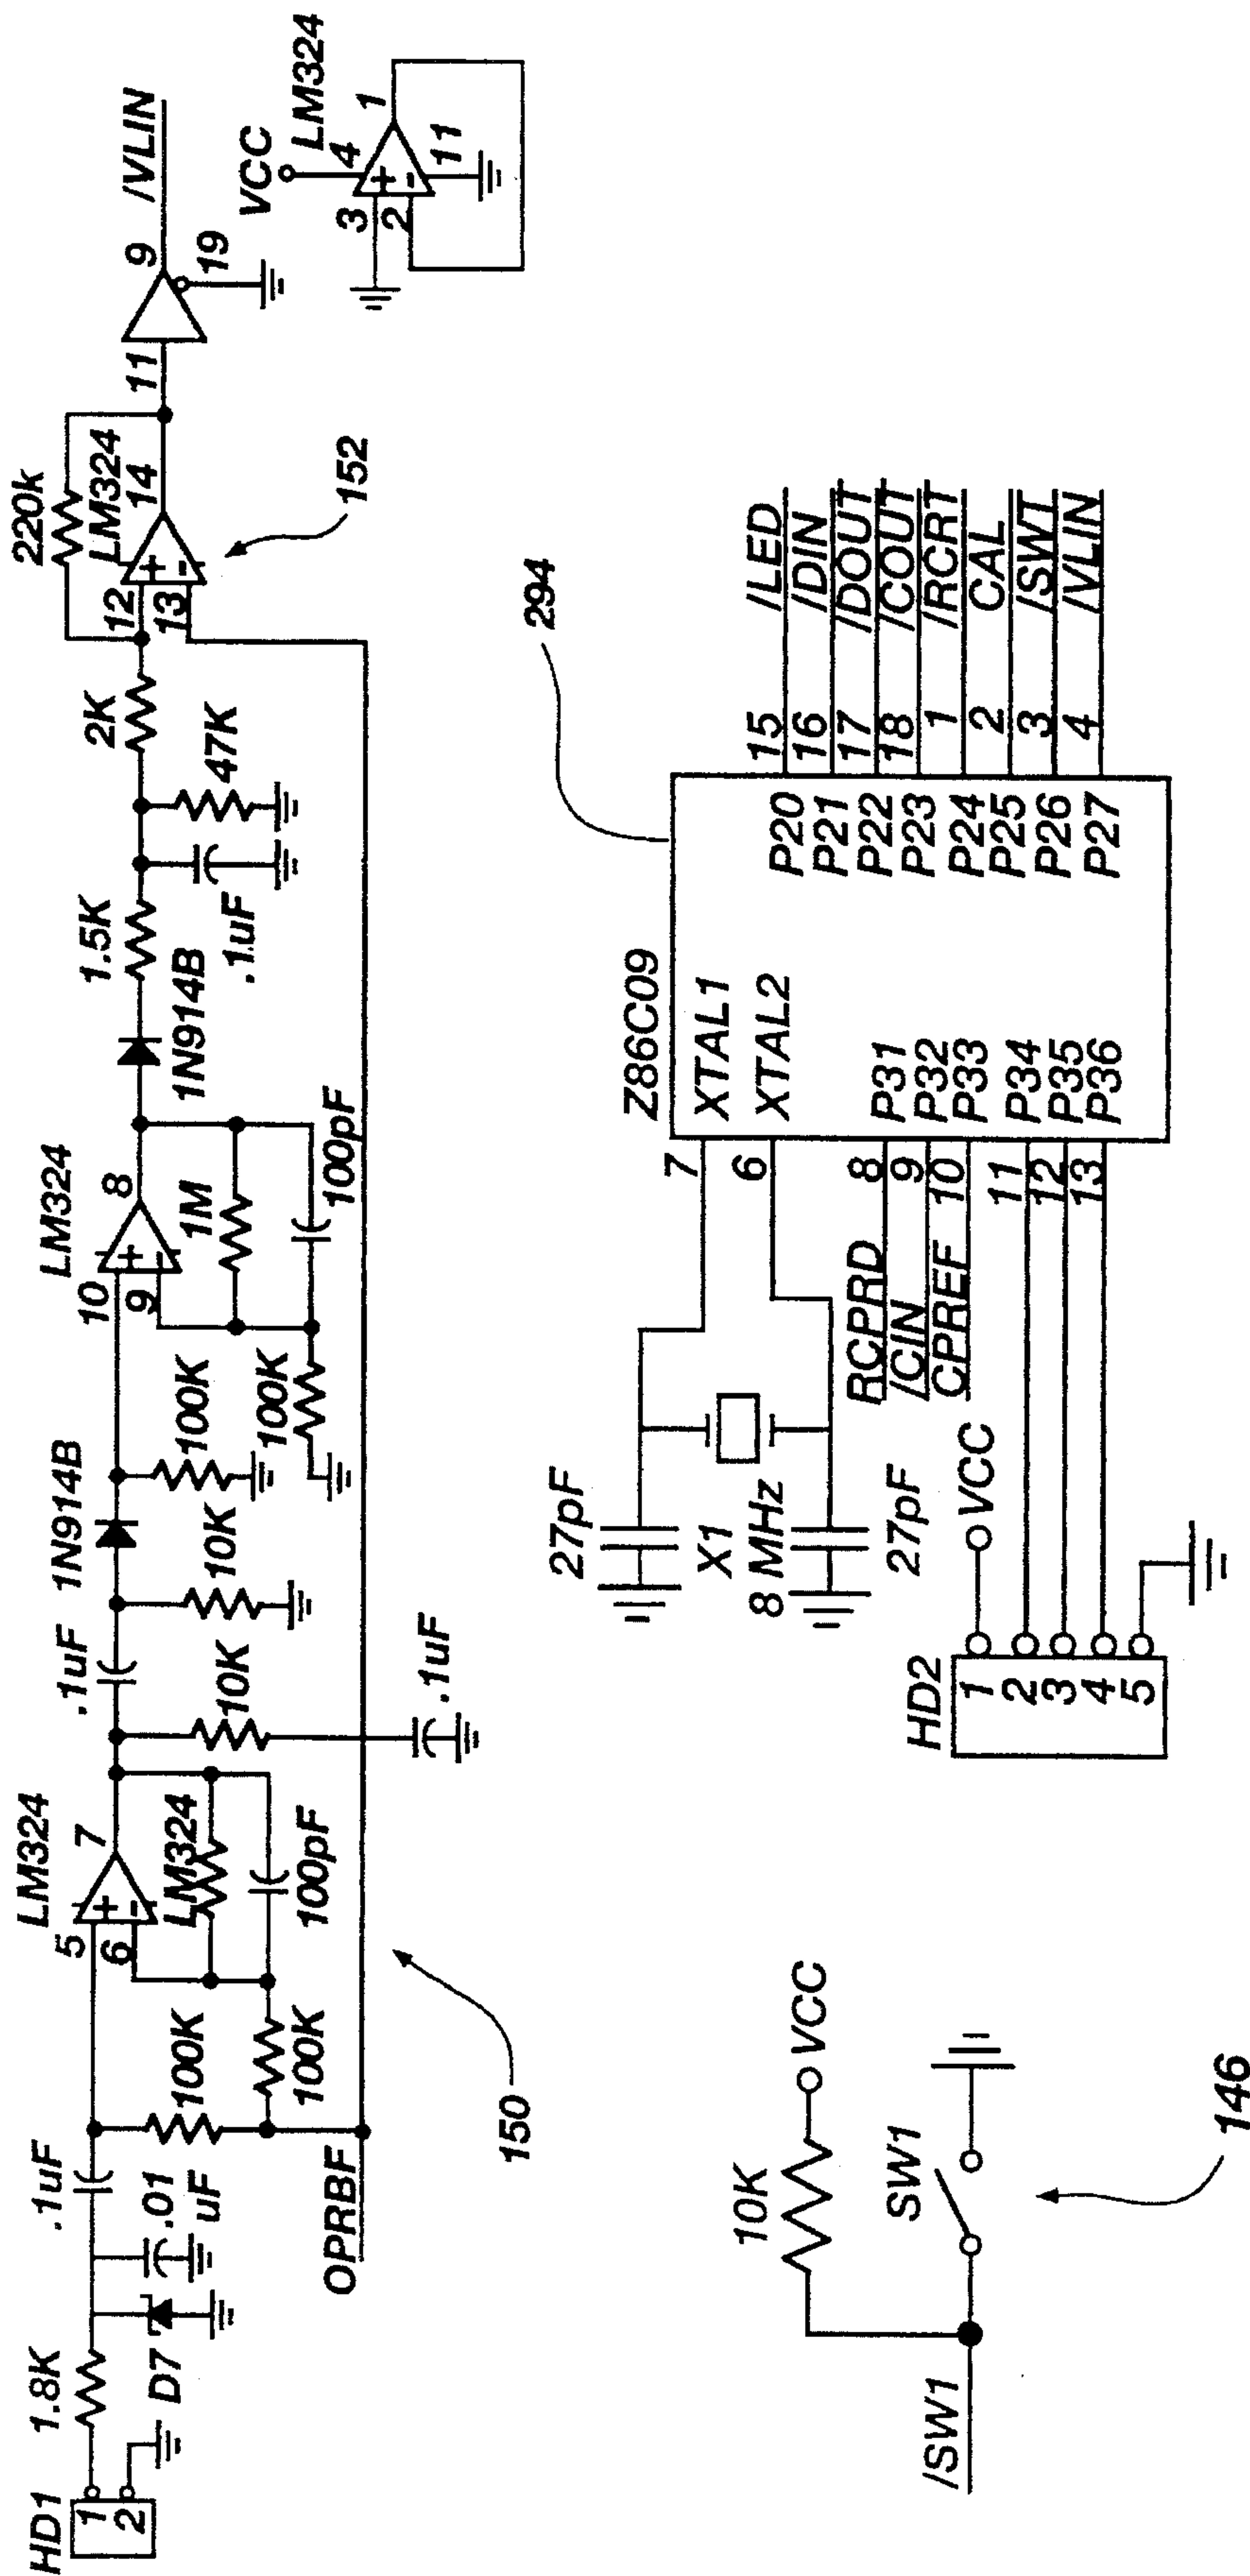 HD1
1
2
1.8K
D7
.01
uF
.1uF
100K
100K
OPRBF
5
6
+
-
7
LM324
LM324
100pF
150
10K
.1uF
.1uF
10K
1N914B
100K
100K
10
9
+
-
8
LM324
1M
100pF
1N914B
1.5K
.1uF
47K
2K
12
13
+
-
14
LM324
220k
152
11
9
19
/VLIN
VCC
3
2
+
-
4
11
1
LM324
Z86C09
294
XTAL1
XTAL2
7
6
27pF
X1
8 MHz
27pF
RCPRD
8
P31
/CIN
9
P32
CPREF
10
P33
11
P34
12
P35
13
P36
P20
15
/LED
P21
16
/DIN
P22
17
/DOUT
P23
18
/COUT
P24
1
/RCRT
P25
2
CAL
P26
3
/SWT
P27
4
/VLIN
HD2
1
2
3
4
5
VCC
10K
VCC
SW1
/SW1
146